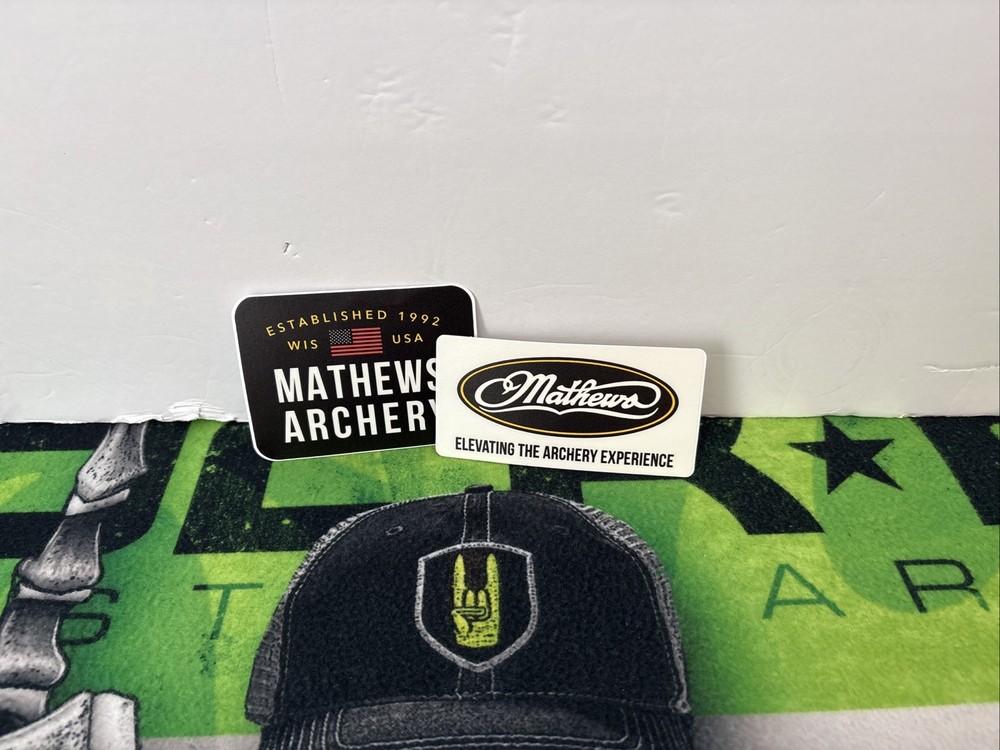 ESTABLISHED 1992
WIS USA
MATHEWS
ARCHERY
Mathews
ELEVATING THE ARCHERY EXPERIENCE
S T A R